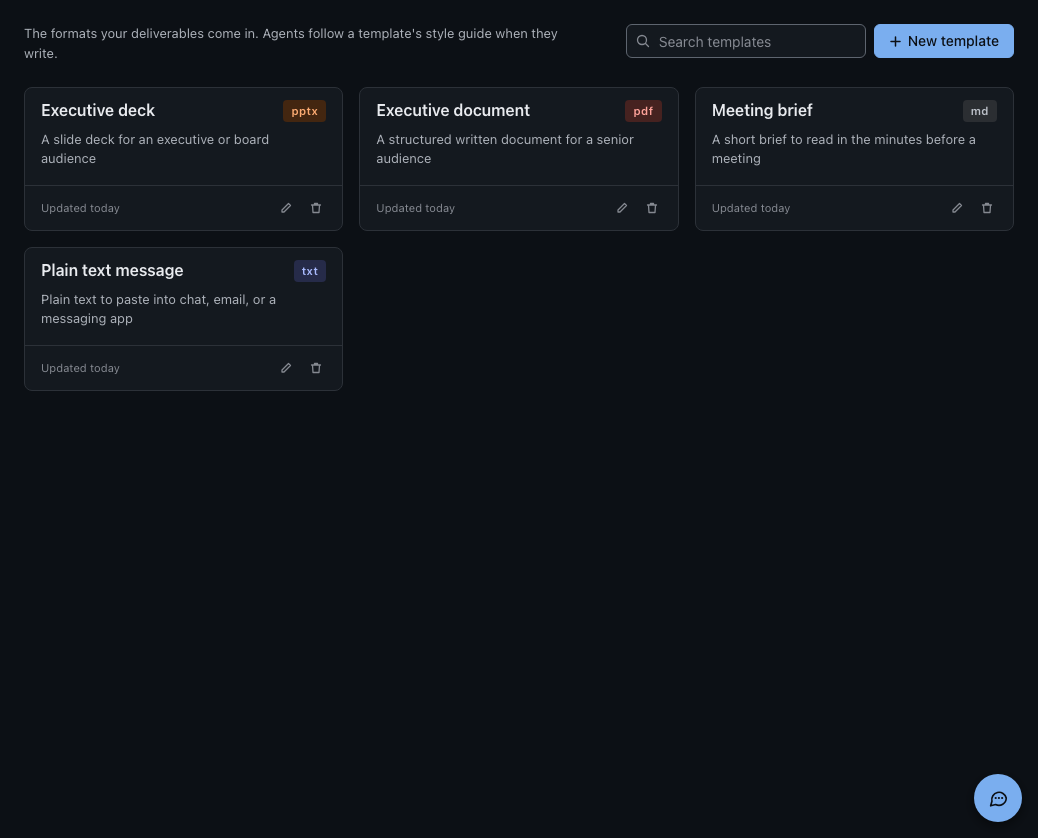 The formats your deliverables come in. Agents follow a template's style guide when they
write.
Search templates
New template
Executive deck
pptx
A slide deck for an executive or board
audience
Updated today
Executive document
pdf
A structured written document for a senior
audience
Updated today
Meeting brief
md
A short brief to read in the minutes before a
meeting
Updated today
Plain text message
txt
Plain text to paste into chat, email, or a
messaging app
Updated today